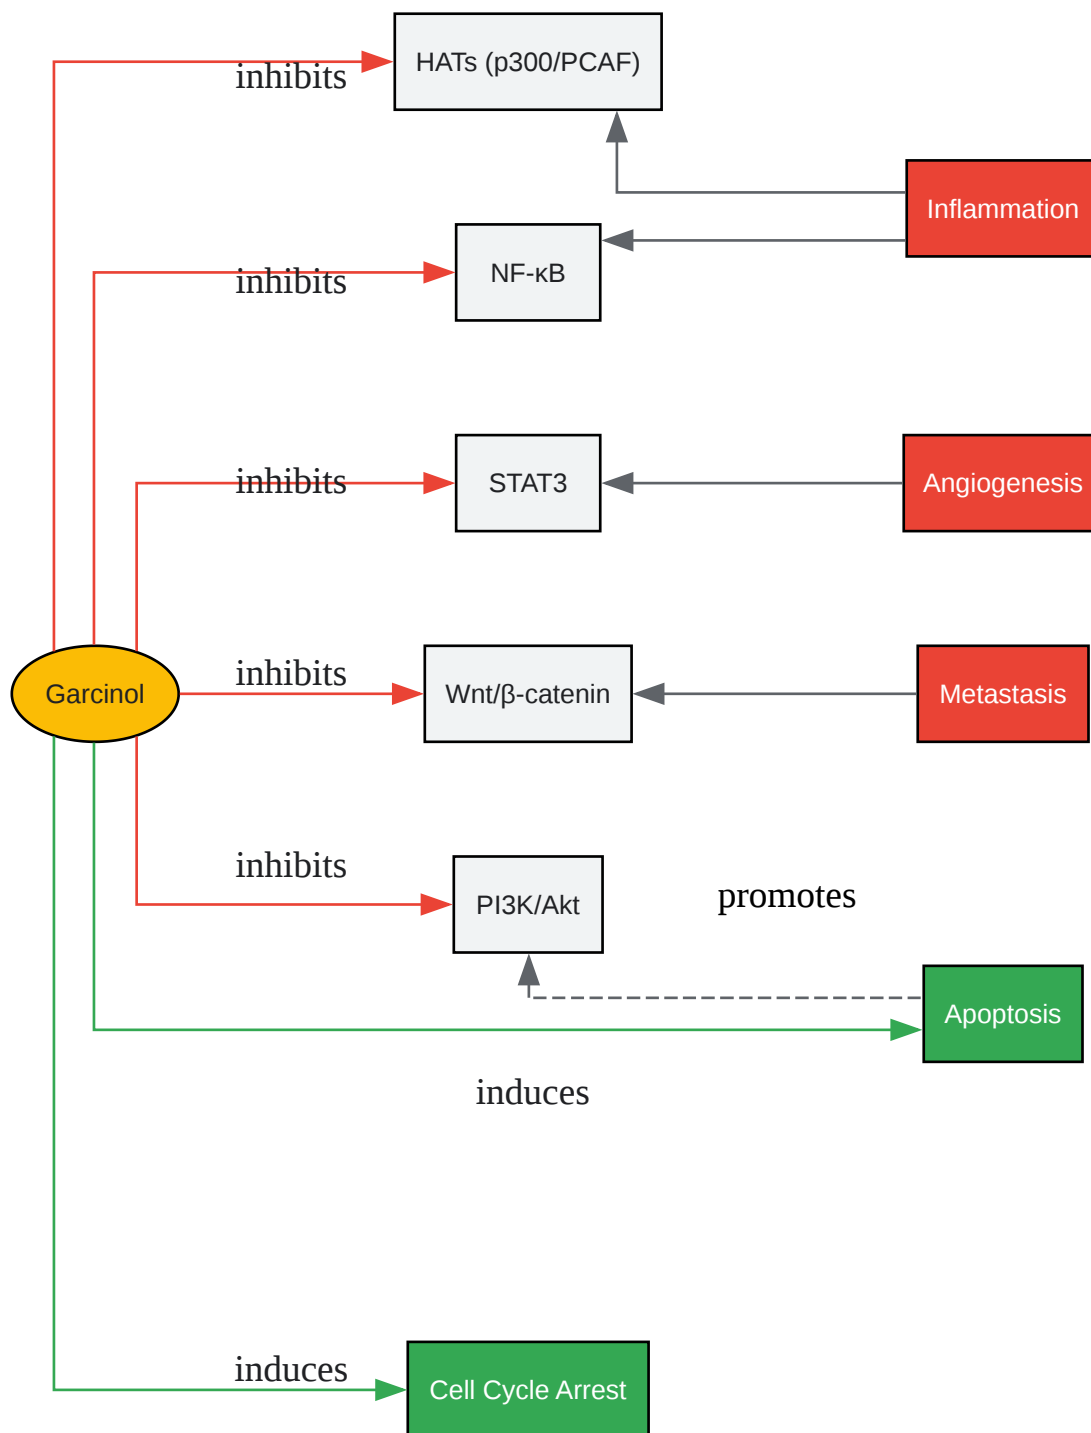 HATs (p300/PCAF)
inhibits
Inflammation
NF-κB
inhibits
STAT3
inhibits
Angiogenesis
inhibits
Garcinol
Wnt/β-catenin
Metastasis
inhibits
PI3K/Akt
promotes
Apoptosis
induces
induces
Cell Cycle Arrest